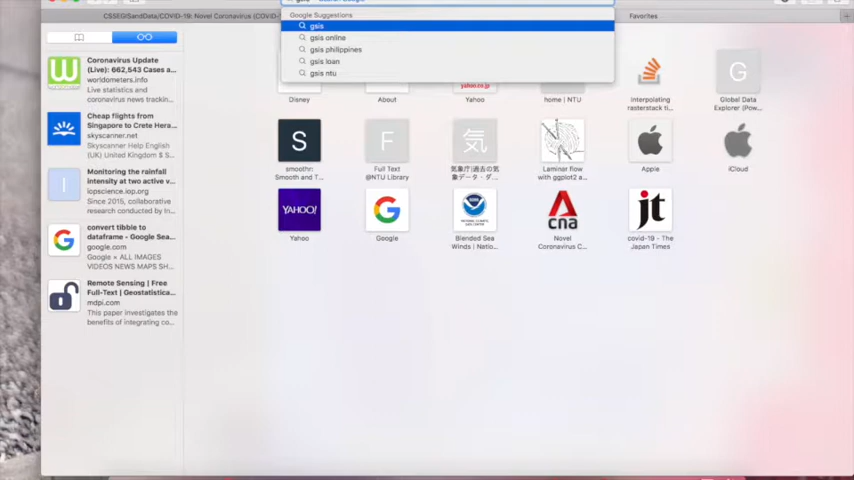 CSSEGISandData/COVID-19: Novel Coronavirus (COVID-
Favorites
Google Suggestions
gsis
gsis online
gsis philippines
gsis loan
gsis ntu
Coronavirus Update
(Live): 662,543 Cases a...
worldometers.info
Live statistics and
coronavirus news trackin...
Cheap flights from
Singapore to Crete Hera...
skyscanner.net
Skyscanner Help English
(UK) United Kingdom $ S...
Monitoring the rainfall
intensity at two active v...
iopscience.iop.org
Since 2015, collaborative
research conducted by In...
convert tibble to
dataframe - Google Sea...
google.com
Google × ALL IMAGES
VIDEOS NEWS MAPS SH...
Remote Sensing | Free
Full-Text | Geostatistica...
mdpi.com
This paper investigates the
benefits of integrating co...
W
I
G
yahoo.co.jp
G
Disney
About
Yahoo
home | NTU
Interpolating
rasterstack ti...
Global Data
Explorer (Pow...
S
F
気
smoothr:
Smooth and T...
Full Text
@NTU Library
気象庁|過去の気
象データ・ダ...
Laminar flow
with ggplot2 a...
Apple
iCloud
YAHOO!
G
cna
jt
Yahoo
Google
Blended Sea
Winds | Natio...
Novel
Coronavirus C...
covid-19 - The
Japan Times